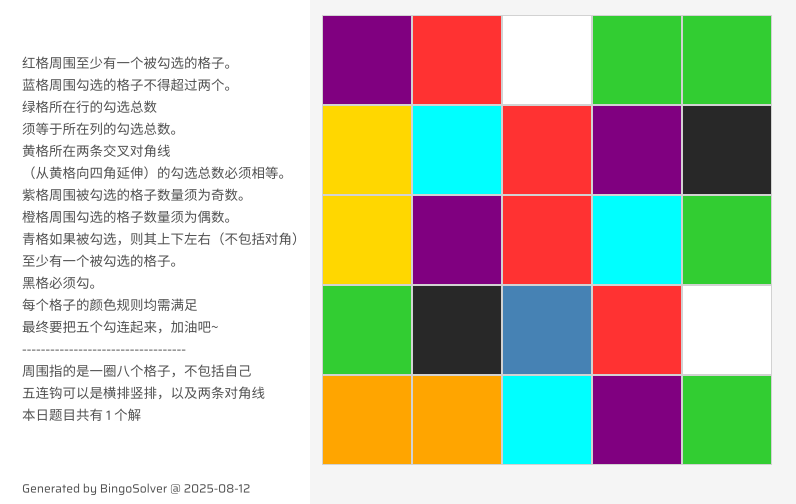 红格周围至少有一个被勾选的格子。
蓝格周围勾选的格子不得超过两个。
绿格所在行的勾选总数
须等于所在列的勾选总数。
黄格所在两条交叉对角线
（从黄格向四角延伸）的勾选总数必须相等。
紫格周围被勾选的格子数量须为奇数。
橙格周围勾选的格子数量须为偶数。
青格如果被勾选，则其上下左右（不包括对角）
至少有一个被勾选的格子。
黑格必须勾。
每个格子的颜色规则均需满足
最终要把五个勾连起来，加油吧~
----------------------------------
周围指的是一圈八个格子，不包括自己
五连钩可以是横排竖排，以及两条对角线
本日题目共有1个解
Generated by BingoSolver @ 2025-08-12